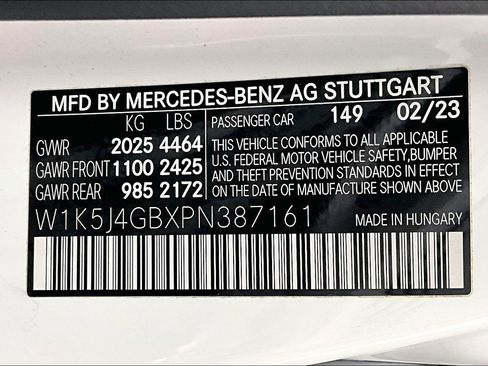 MFD BY MERCEDES-BENZ AG STUTTGART
KG LBS PASSENGER CAR 149 02/23
GVWR 2025 4464
GAWR FRONT 1100 2425
GAWR REAR 985 2172
THIS VEHICLE CONFORMS TO ALL APPLICABLE
U.S. FEDERAL MOTOR VEHICLE SAFETY, BUMPER
AND THEFT PREVENTION STANDARDS IN EFFECT
ON THE DATE OF MANUFACTURE SHOWN ABOVE
W1K5J4GBXPN387161 MADE IN HUNGARY